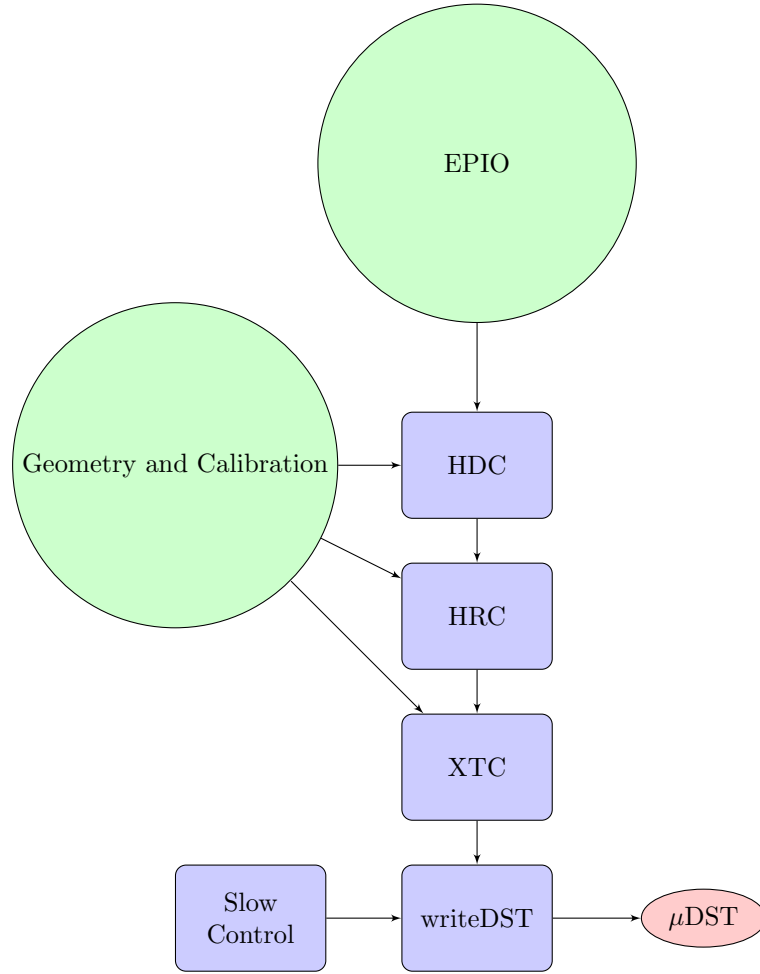 EPIO
Geometry and Calibration
HDC
HRC
XTC
Slow
Control
writeDST
μDST